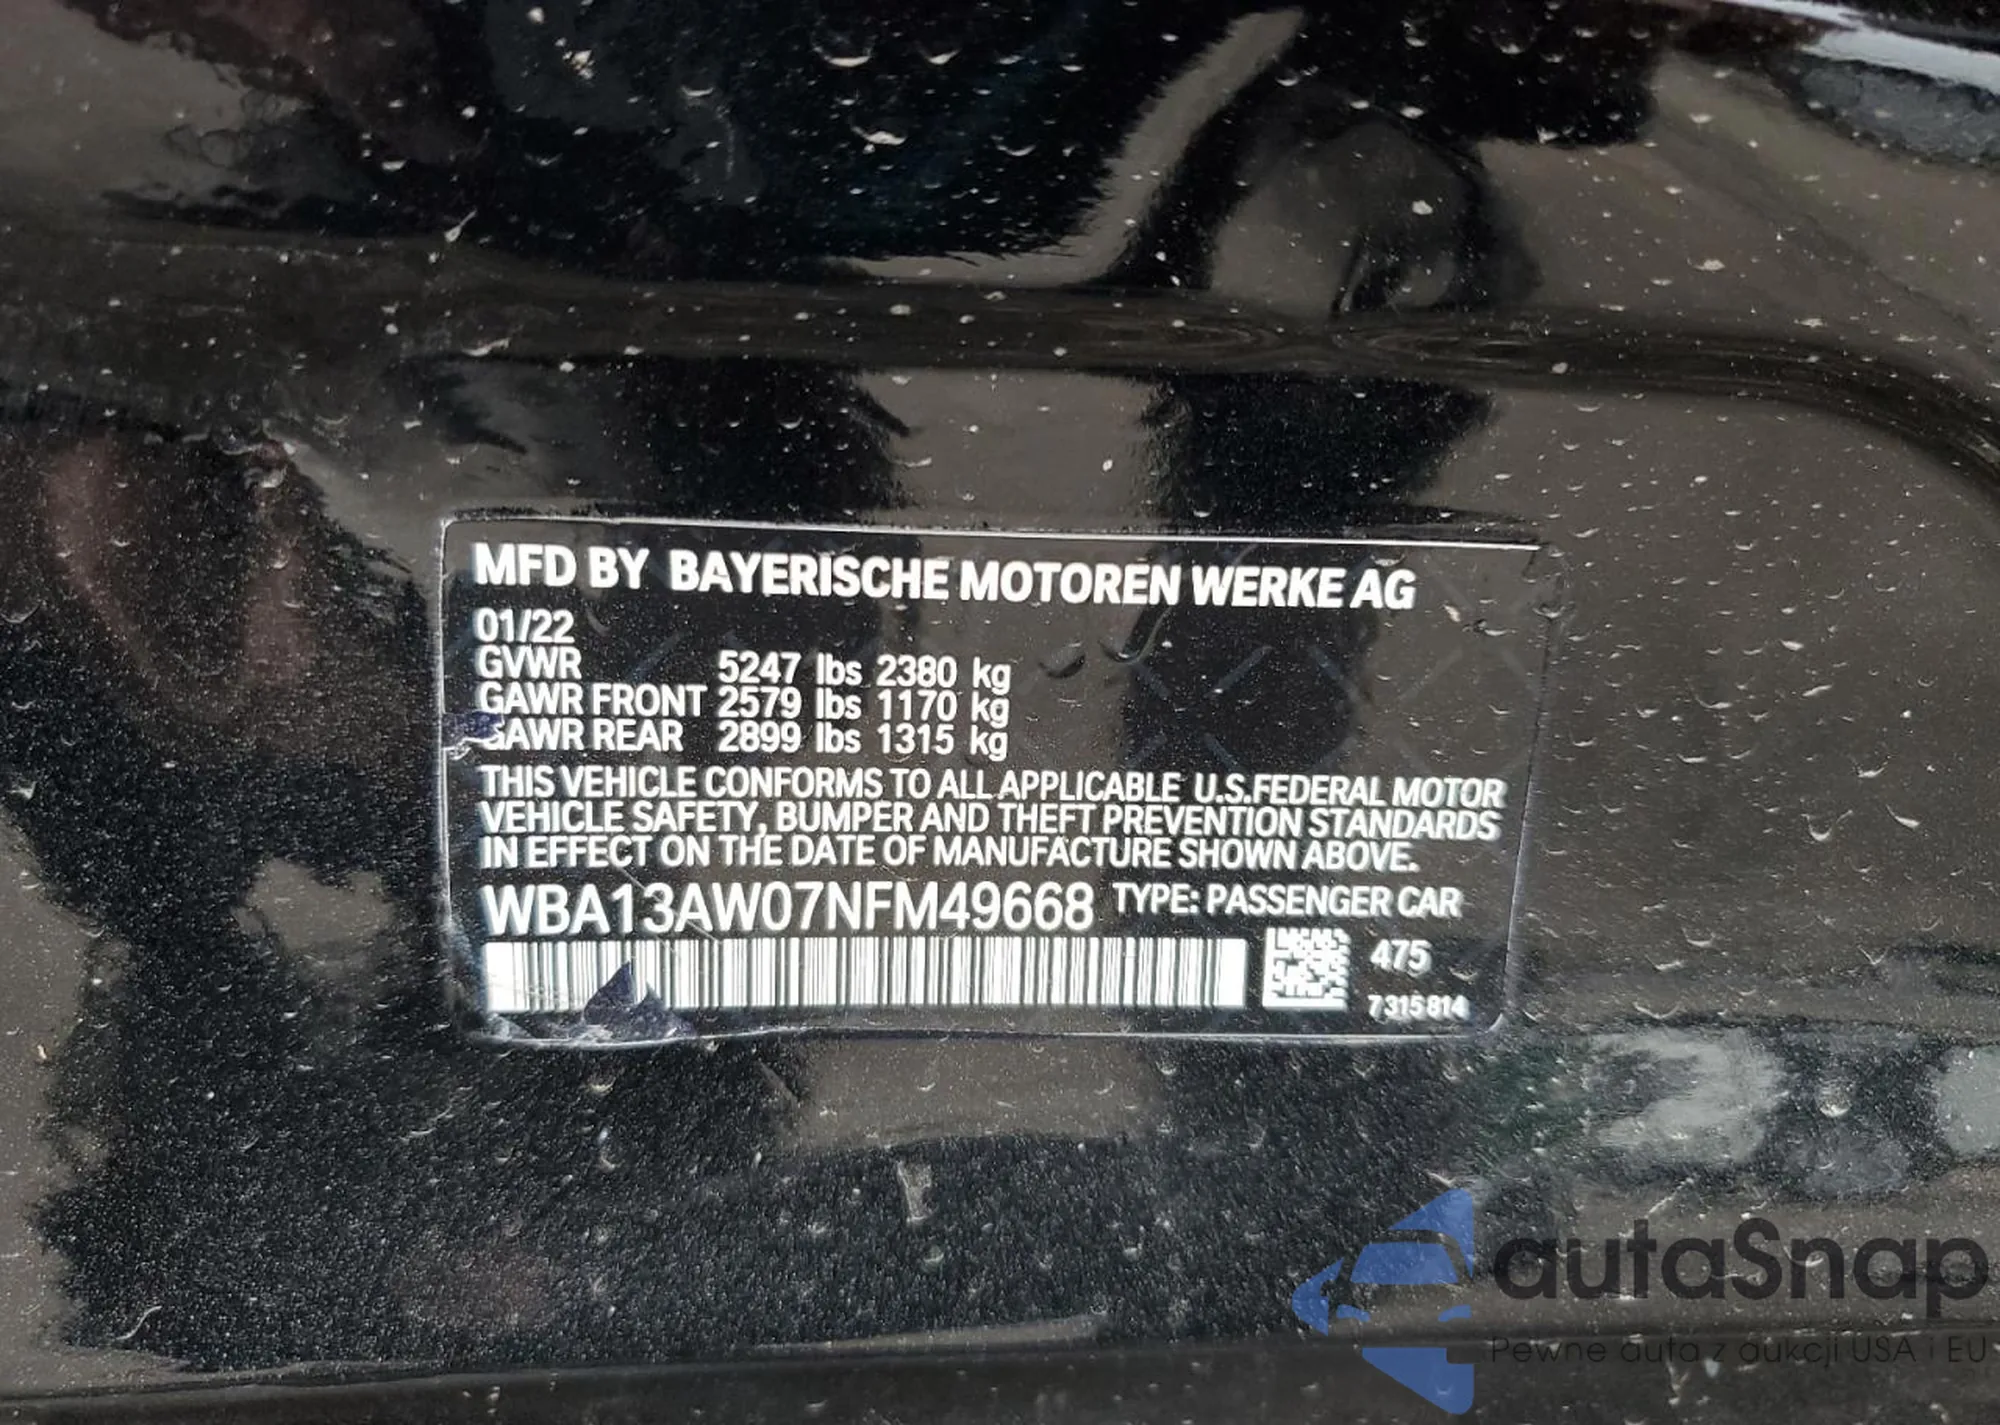 MFD BY BAYERISCHE MOTOREN WERKE AG
01/22
GVWR 5247 lbs 2380 kg
GAWR FRONT 2579 lbs 1170 kg
GAWR REAR 2899 lbs 1315 kg
THIS VEHICLE CONFORMS TO ALL APPLICABLE U.S.FEDERAL MOTOR
VEHICLE SAFETY, BUMPER AND THEFT PREVENTION STANDARDS
IN EFFECT ON THE DATE OF MANUFACTURE SHOWN ABOVE.
WBA13AW07NFM49668 TYPE: PASSENGER CAR
475
7315814
autaSnap
Pewne auta z aukcji USA i EU